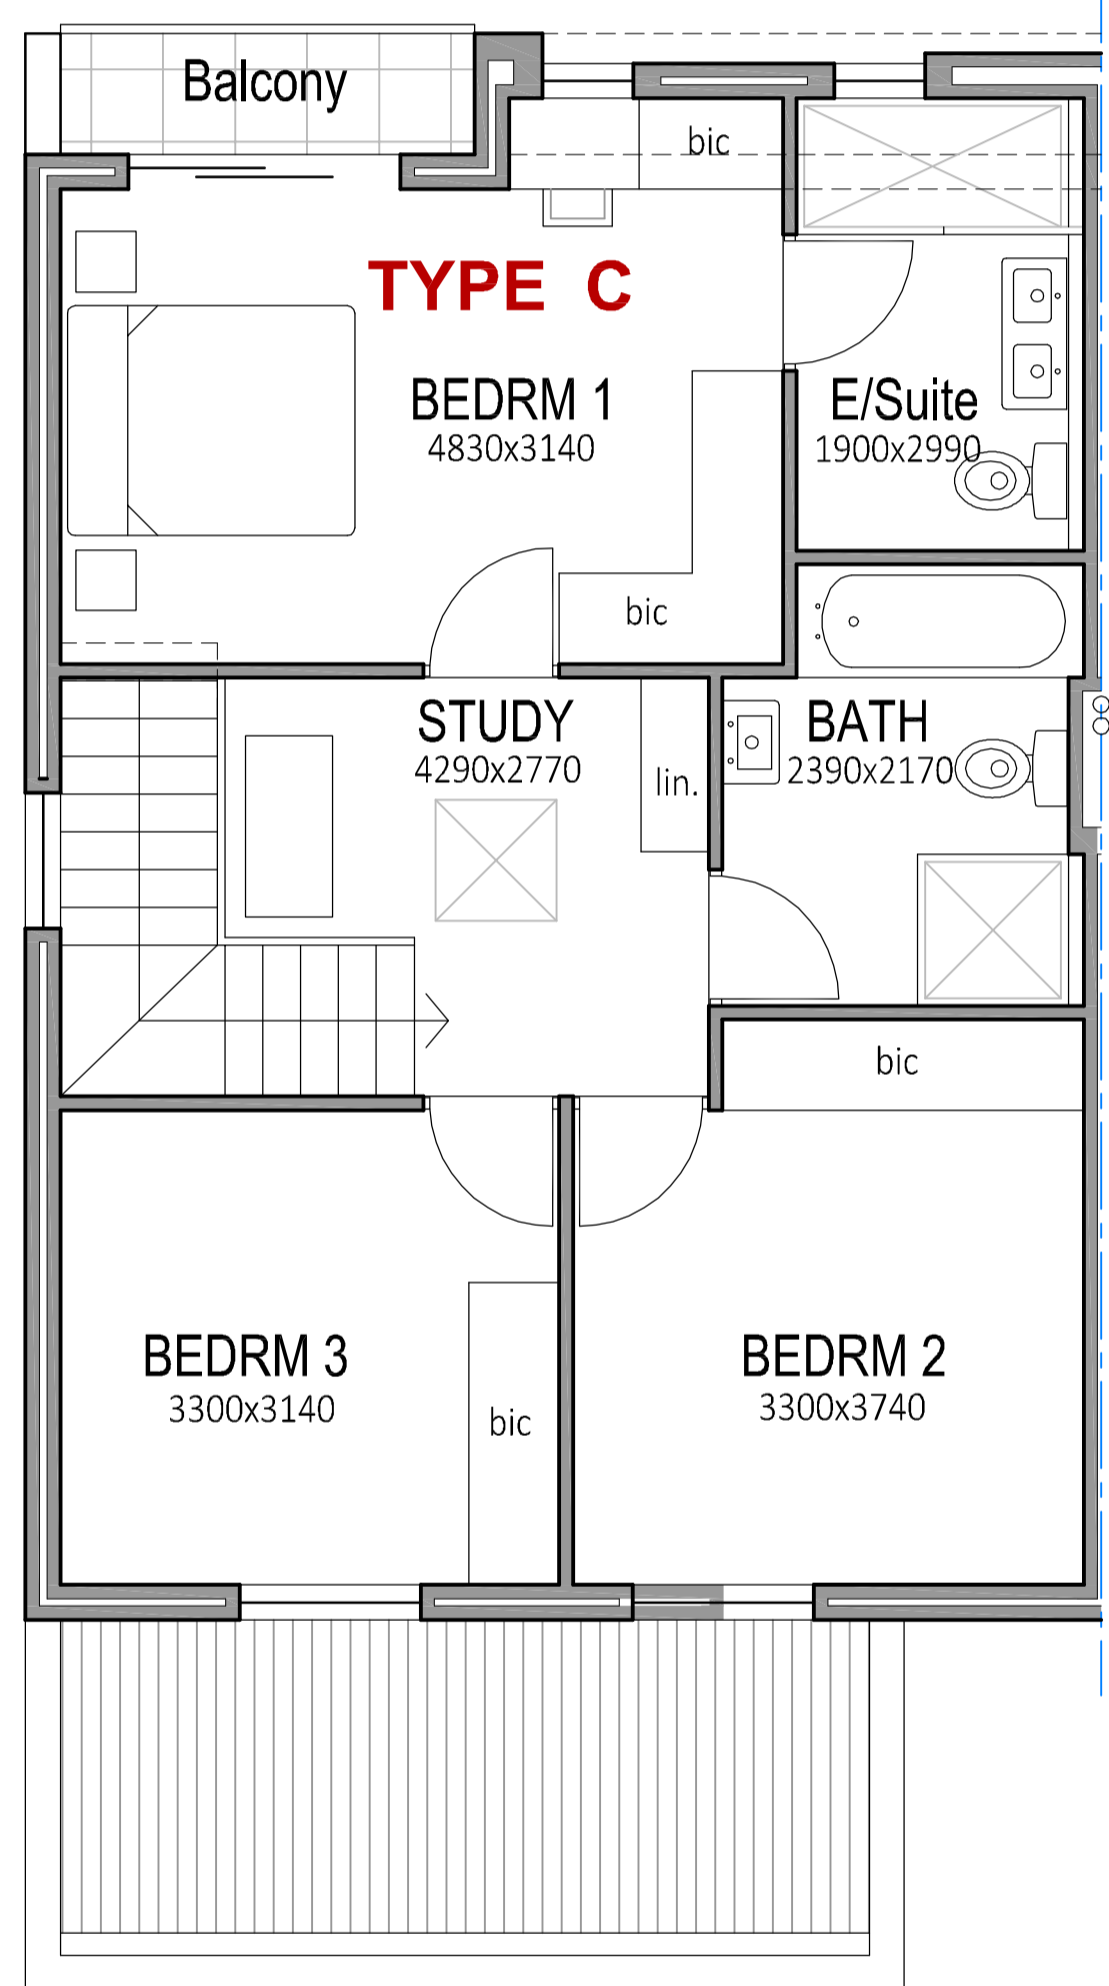 Balcony
bic
TYPE C
BEDRM 1
4830x3140
E/Suite
1900x2990
bic
STUDY
4290x2770
lin.
BATH
2390x2170
bic
BEDRM 3
3300x3140
bic
BEDRM 2
3300x3740